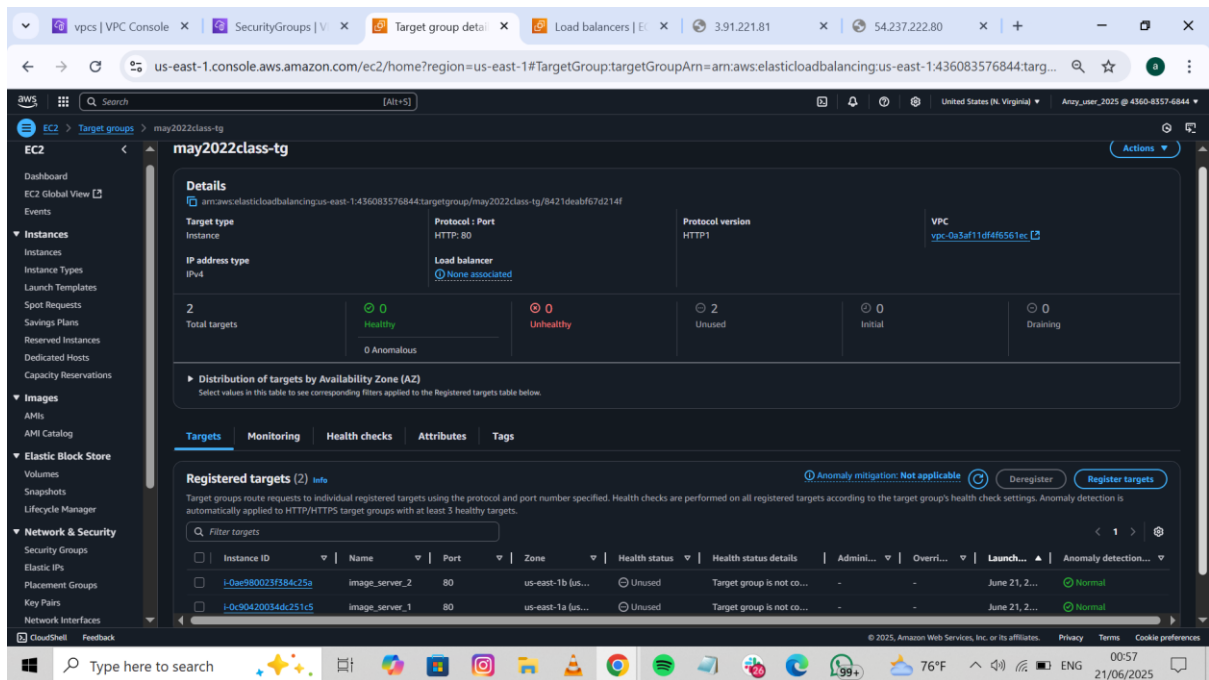 vpcs | VPC Console
SecurityGroups | V
Target group detai
Load balancers | E
3.91.221.81
54.237.222.80
us-east-1.console.aws.amazon.com/ec2/home?region=us-east-1#TargetGroup:targetGroupArn=arn:aws:elasticloadbalancing:us-east-1:436083576844:targ...
a
aws
Search
[Alt+S]
United States (N. Virginia)
Anzy_user_2025 @ 4360-8357-6844
EC2 > Target groups > may2022class-tg
EC2
Dashboard
EC2 Global View
Events
Instances
Instances
Instance Types
Launch Templates
Spot Requests
Savings Plans
Reserved Instances
Dedicated Hosts
Capacity Reservations
Images
AMIs
AMI Catalog
Elastic Block Store
Volumes
Snapshots
Lifecycle Manager
Network & Security
Security Groups
Elastic IPs
Placement Groups
Key Pairs
Network Interfaces
may2022class-tg
Actions
Details
arn:aws:elasticloadbalancing:us-east-1:436083576844:targetgroup/may2022class-tg/8421deabf67d214f
Target type
Instance
Protocol : Port
HTTP: 80
Protocol version
HTTP1
VPC
vpc-0a3af11df4f6561ec
IP address type
IPv4
Load balancer
None associated
2
Total targets
0
Healthy
0 Anomalous
0
Unhealthy
2
Unused
0
Initial
0
Draining
Distribution of targets by Availability Zone (AZ)
Select values in this table to see corresponding filters applied to the Registered targets table below.
Targets
Monitoring
Health checks
Attributes
Tags
Registered targets (2) Info
Anomaly mitigation: Not applicable
Deregister
Register targets
Target groups route requests to individual registered targets using the protocol and port number specified. Health checks are performed on all registered targets according to the target group's health check settings. Anomaly detection is
automatically applied to HTTP/HTTPS target groups with at least 3 healthy targets.
Filter targets
1
Instance ID | Name | Port | Zone | Health status | Health status details | Admini... | Overri... | Launch... | Anomaly detection...
i-0ae980023f384c25a image_server_2 80 us-east-1b (us... Unused Target group is not co... - - June 21, 2... Normal
i-0c90420034dc251c5 image_server_1 80 us-east-1a (us... Unused Target group is not co... - - June 21, 2... Normal
CloudShell Feedback
© 2025, Amazon Web Services, Inc. or its affiliates. Privacy Terms Cookie preferences
Type here to search
26
99+
76°F
ENG
00:57
21/06/2025